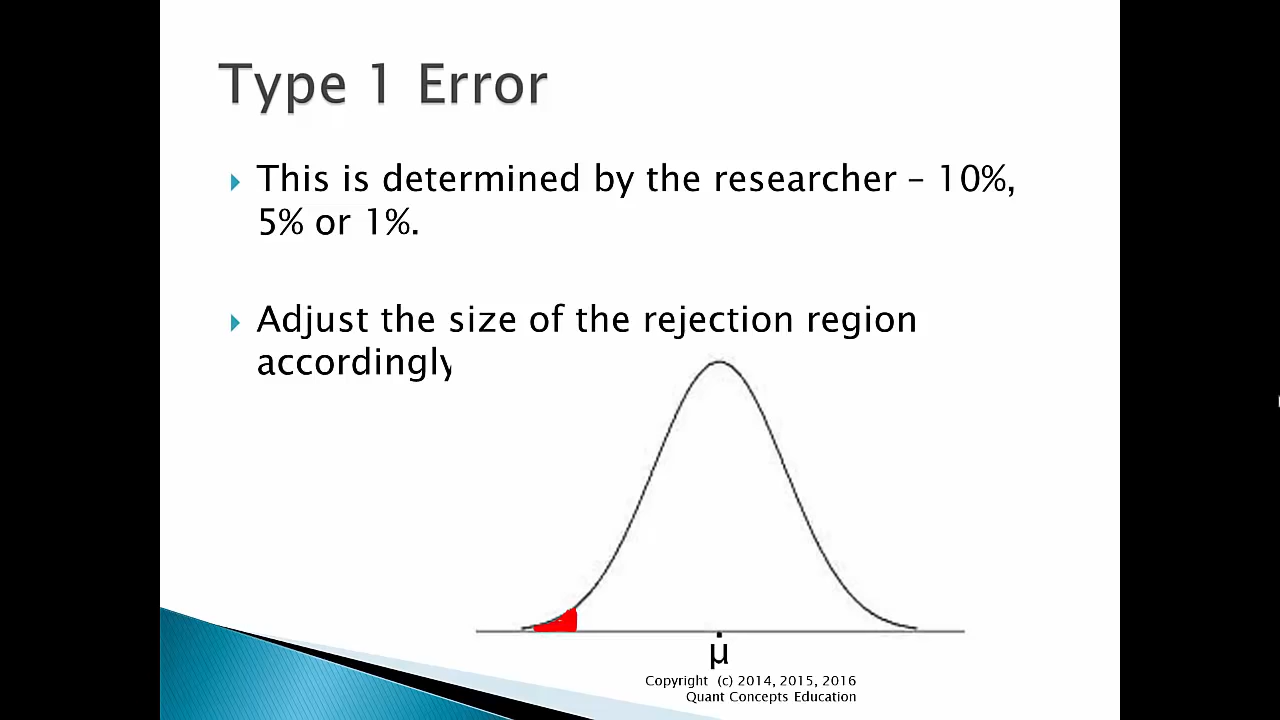 Type 1 Error
This is determined by the researcher – 10%,
5% or 1%.
Adjust the size of the rejection region
accordingly
μ
Copyright (c) 2014, 2015, 2016
Quant Concepts Education